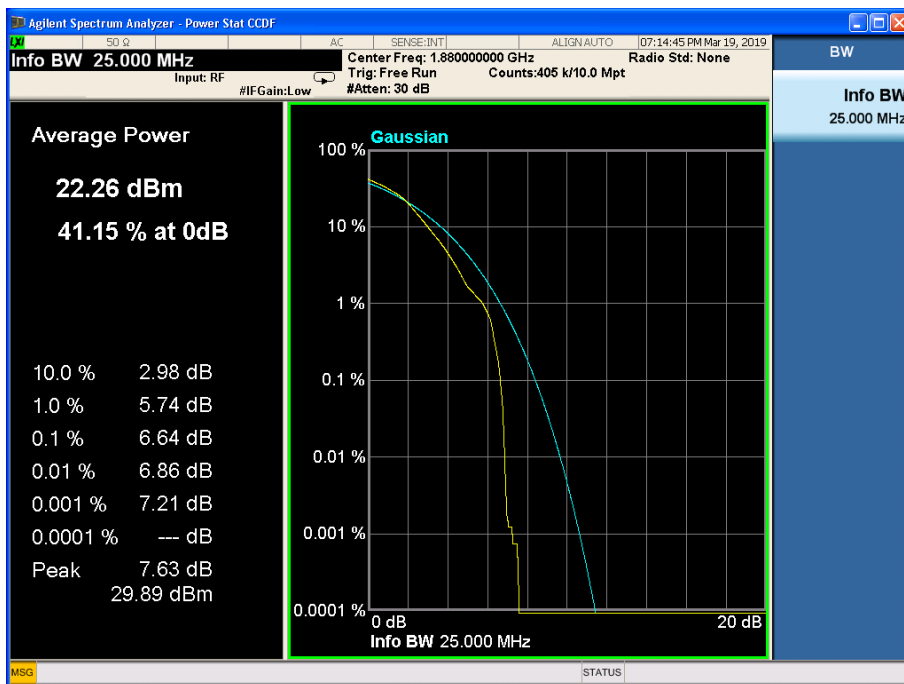 Agilent Spectrum Analyzer - Power Stat CCDF
LXI 50 Ω AC SENSE:INT ALIGN AUTO 07:14:45 PM Mar 19, 2019
Info BW 25.000 MHz
Center Freq: 1.880000000 GHz Radio Std: None
Input: RF Trig: Free Run Counts:405 k/10.0 Mpt
#IFGain:Low #Atten: 30 dB
BW
Info BW
25.000 MHz
Average Power
22.26 dBm
41.15 % at 0dB
10.0 % 2.98 dB
1.0 % 5.74 dB
0.1 % 6.64 dB
0.01 % 6.86 dB
0.001 % 7.21 dB
0.0001 % --- dB
Peak 7.63 dB
29.89 dBm
Gaussian
100 %
10 %
1 %
0.1 %
0.01 %
0.001 %
0.0001 %
0 dB 20 dB
Info BW 25.000 MHz
MSG STATUS